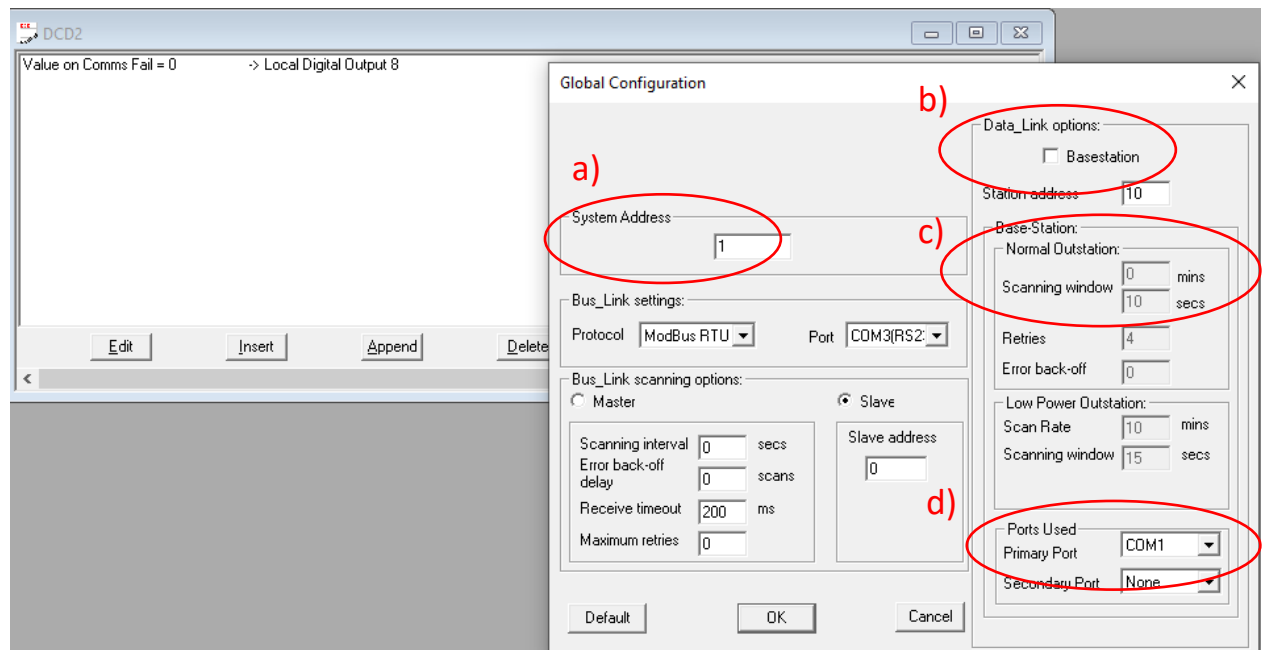 DCD2
Value on Comms Fail = 0 -> Local Digital Output 8
Edit Insert Append Delete
Global Configuration
a)
System Address
1
Bus_Link settings:
Protocol ModBus RTU Port COM3(RS2:
Bus_Link scanning options:
Master Slave
Scanning interval 0 secs
Error back-off
delay 0 scans
Receive timeout 200 ms
Maximum retries 0
Slave address
0
Default OK Cancel
b)
Data_Link options:
Basestation
Station address 10
c)
Base-Station:
Normal Outstation:
Scanning window 0 mins
10 secs
Retries 4
Error back-off 0
Low Power Outstation:
Scan Rate 10 mins
Scanning window 15 secs
d)
Ports Used
Primary Port COM1
Secondary Port None